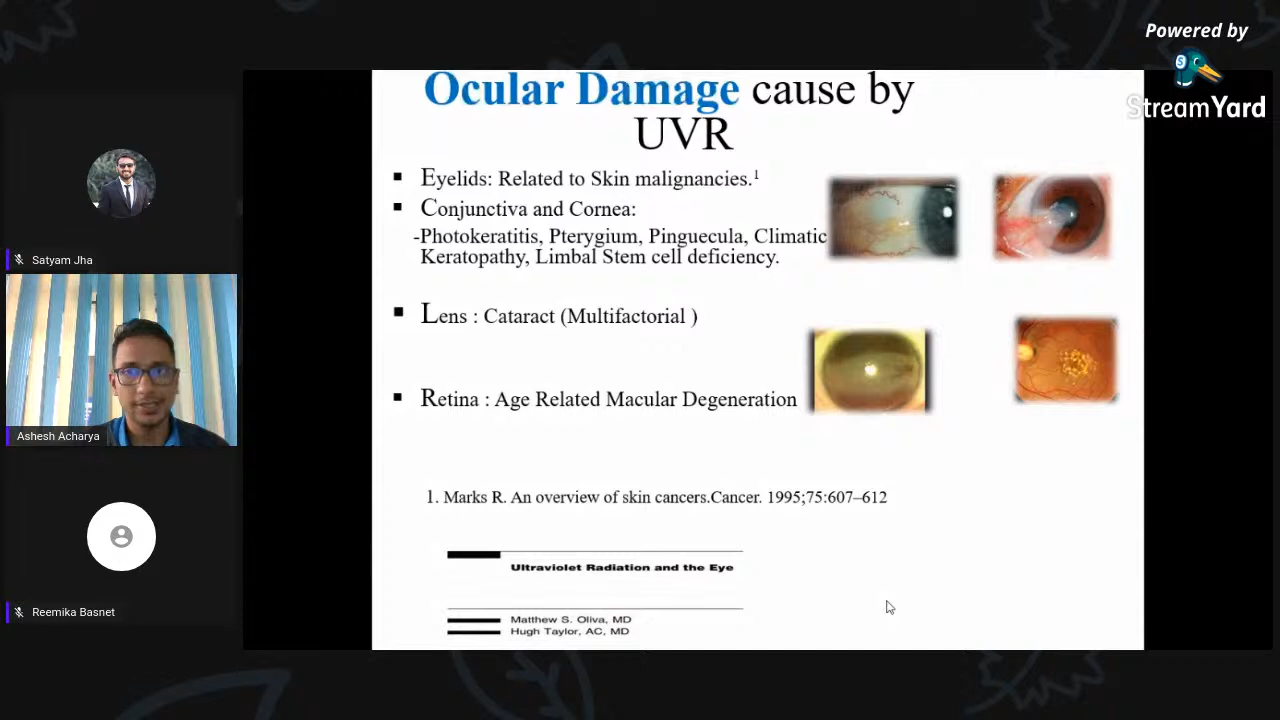 Powered by
StreamYard
Ocular Damage cause by
UVR
▪ Eyelids: Related to Skin malignancies.¹
▪ Conjunctiva and Cornea:
-Photokeratitis, Pterygium, Pinguecula, Climatic
Keratopathy, Limbal Stem cell deficiency.
▪ Lens : Cataract (Multifactorial )
▪ Retina : Age Related Macular Degeneration
1. Marks R. An overview of skin cancers.Cancer. 1995;75:607–612
Ultraviolet Radiation and the Eye
Matthew S. Oliva, MD
Hugh Taylor, AC, MD
Satyam Jha
Ashesh Acharya
Reemika Basnet